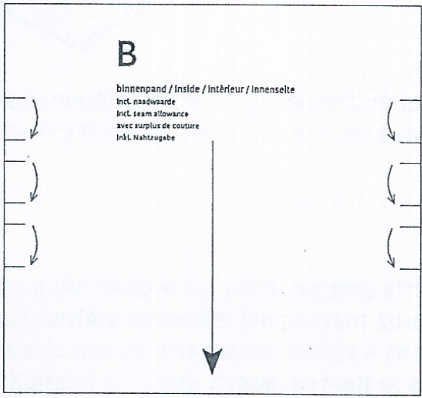 B
binnenpand / inside / intérieur / innenseite
incl. naadwaarde
incl. seam allowance
avec surplus de couture
inkl. Nahtzugabe